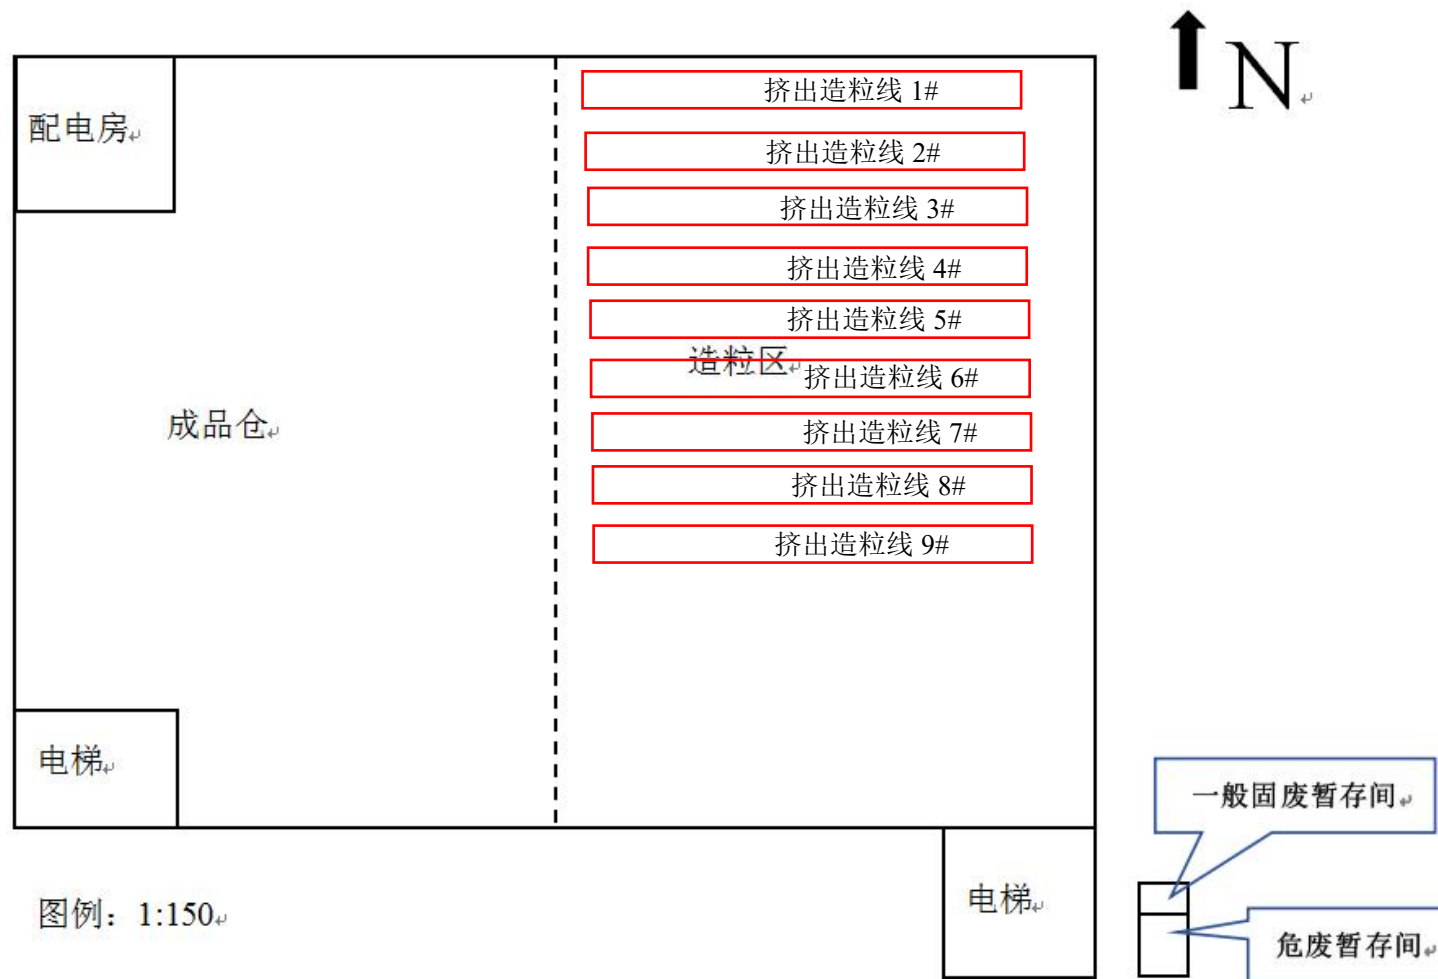 N
配电房
挤出造粒线 1#
挤出造粒线 2#
挤出造粒线 3#
挤出造粒线 4#
挤出造粒线 5#
造粒区
挤出造粒线 6#
成品仓
挤出造粒线 7#
挤出造粒线 8#
挤出造粒线 9#
电梯
一般固废暂存间
图例：1:150
电梯
危废暂存间